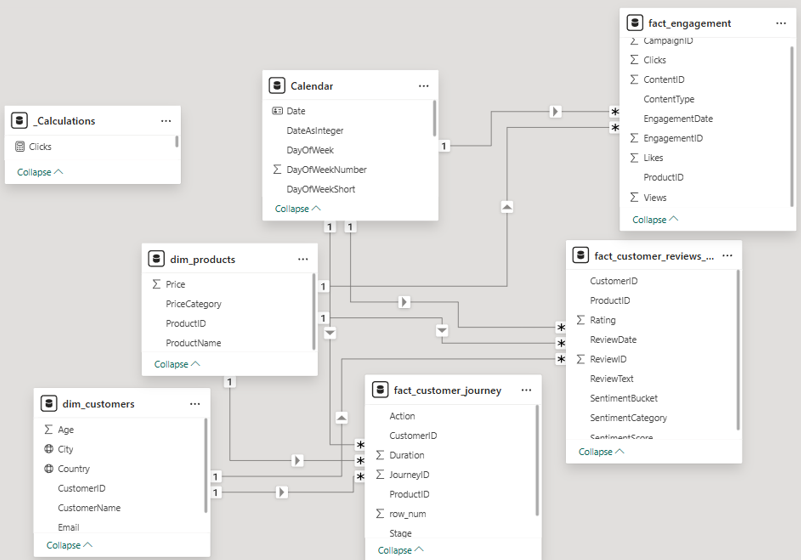 fact_engagement
CampaignID
Clicks
ContentID
ContentType
EngagementDate
EngagementID
Likes
ProductID
Views
Collapse
Calendar
Date
DateAsInteger
DayOfWeek
DayOfWeekNumber
DayOfWeekShort
Collapse
_Calculations
Clicks
Collapse
1
*
*
1
1
dim_products
Price
PriceCategory
ProductID
ProductName
Collapse
1
1
1
fact_customer_reviews_...
CustomerID
ProductID
Rating
ReviewDate
ReviewID
ReviewText
SentimentBucket
SentimentCategory
SentimentScore
Collapse
*
*
*
dim_customers
Age
City
Country
CustomerID
CustomerName
Email
Collapse
1
1
fact_customer_journey
Action
CustomerID
Duration
JourneyID
ProductID
row_num
Stage
Collapse
*
*
*